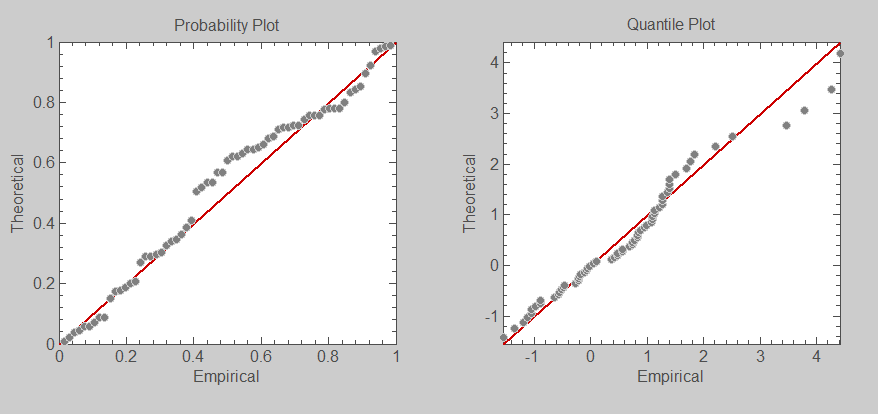 Probability Plot
1
0.8
0.6
0.4
0.2
0
0 0.2 0.4 0.6 0.8 1
Theoretical
Empirical
Quantile Plot
4
3
2
1
0
-1
-1 0 1 2 3 4
Theoretical
Empirical